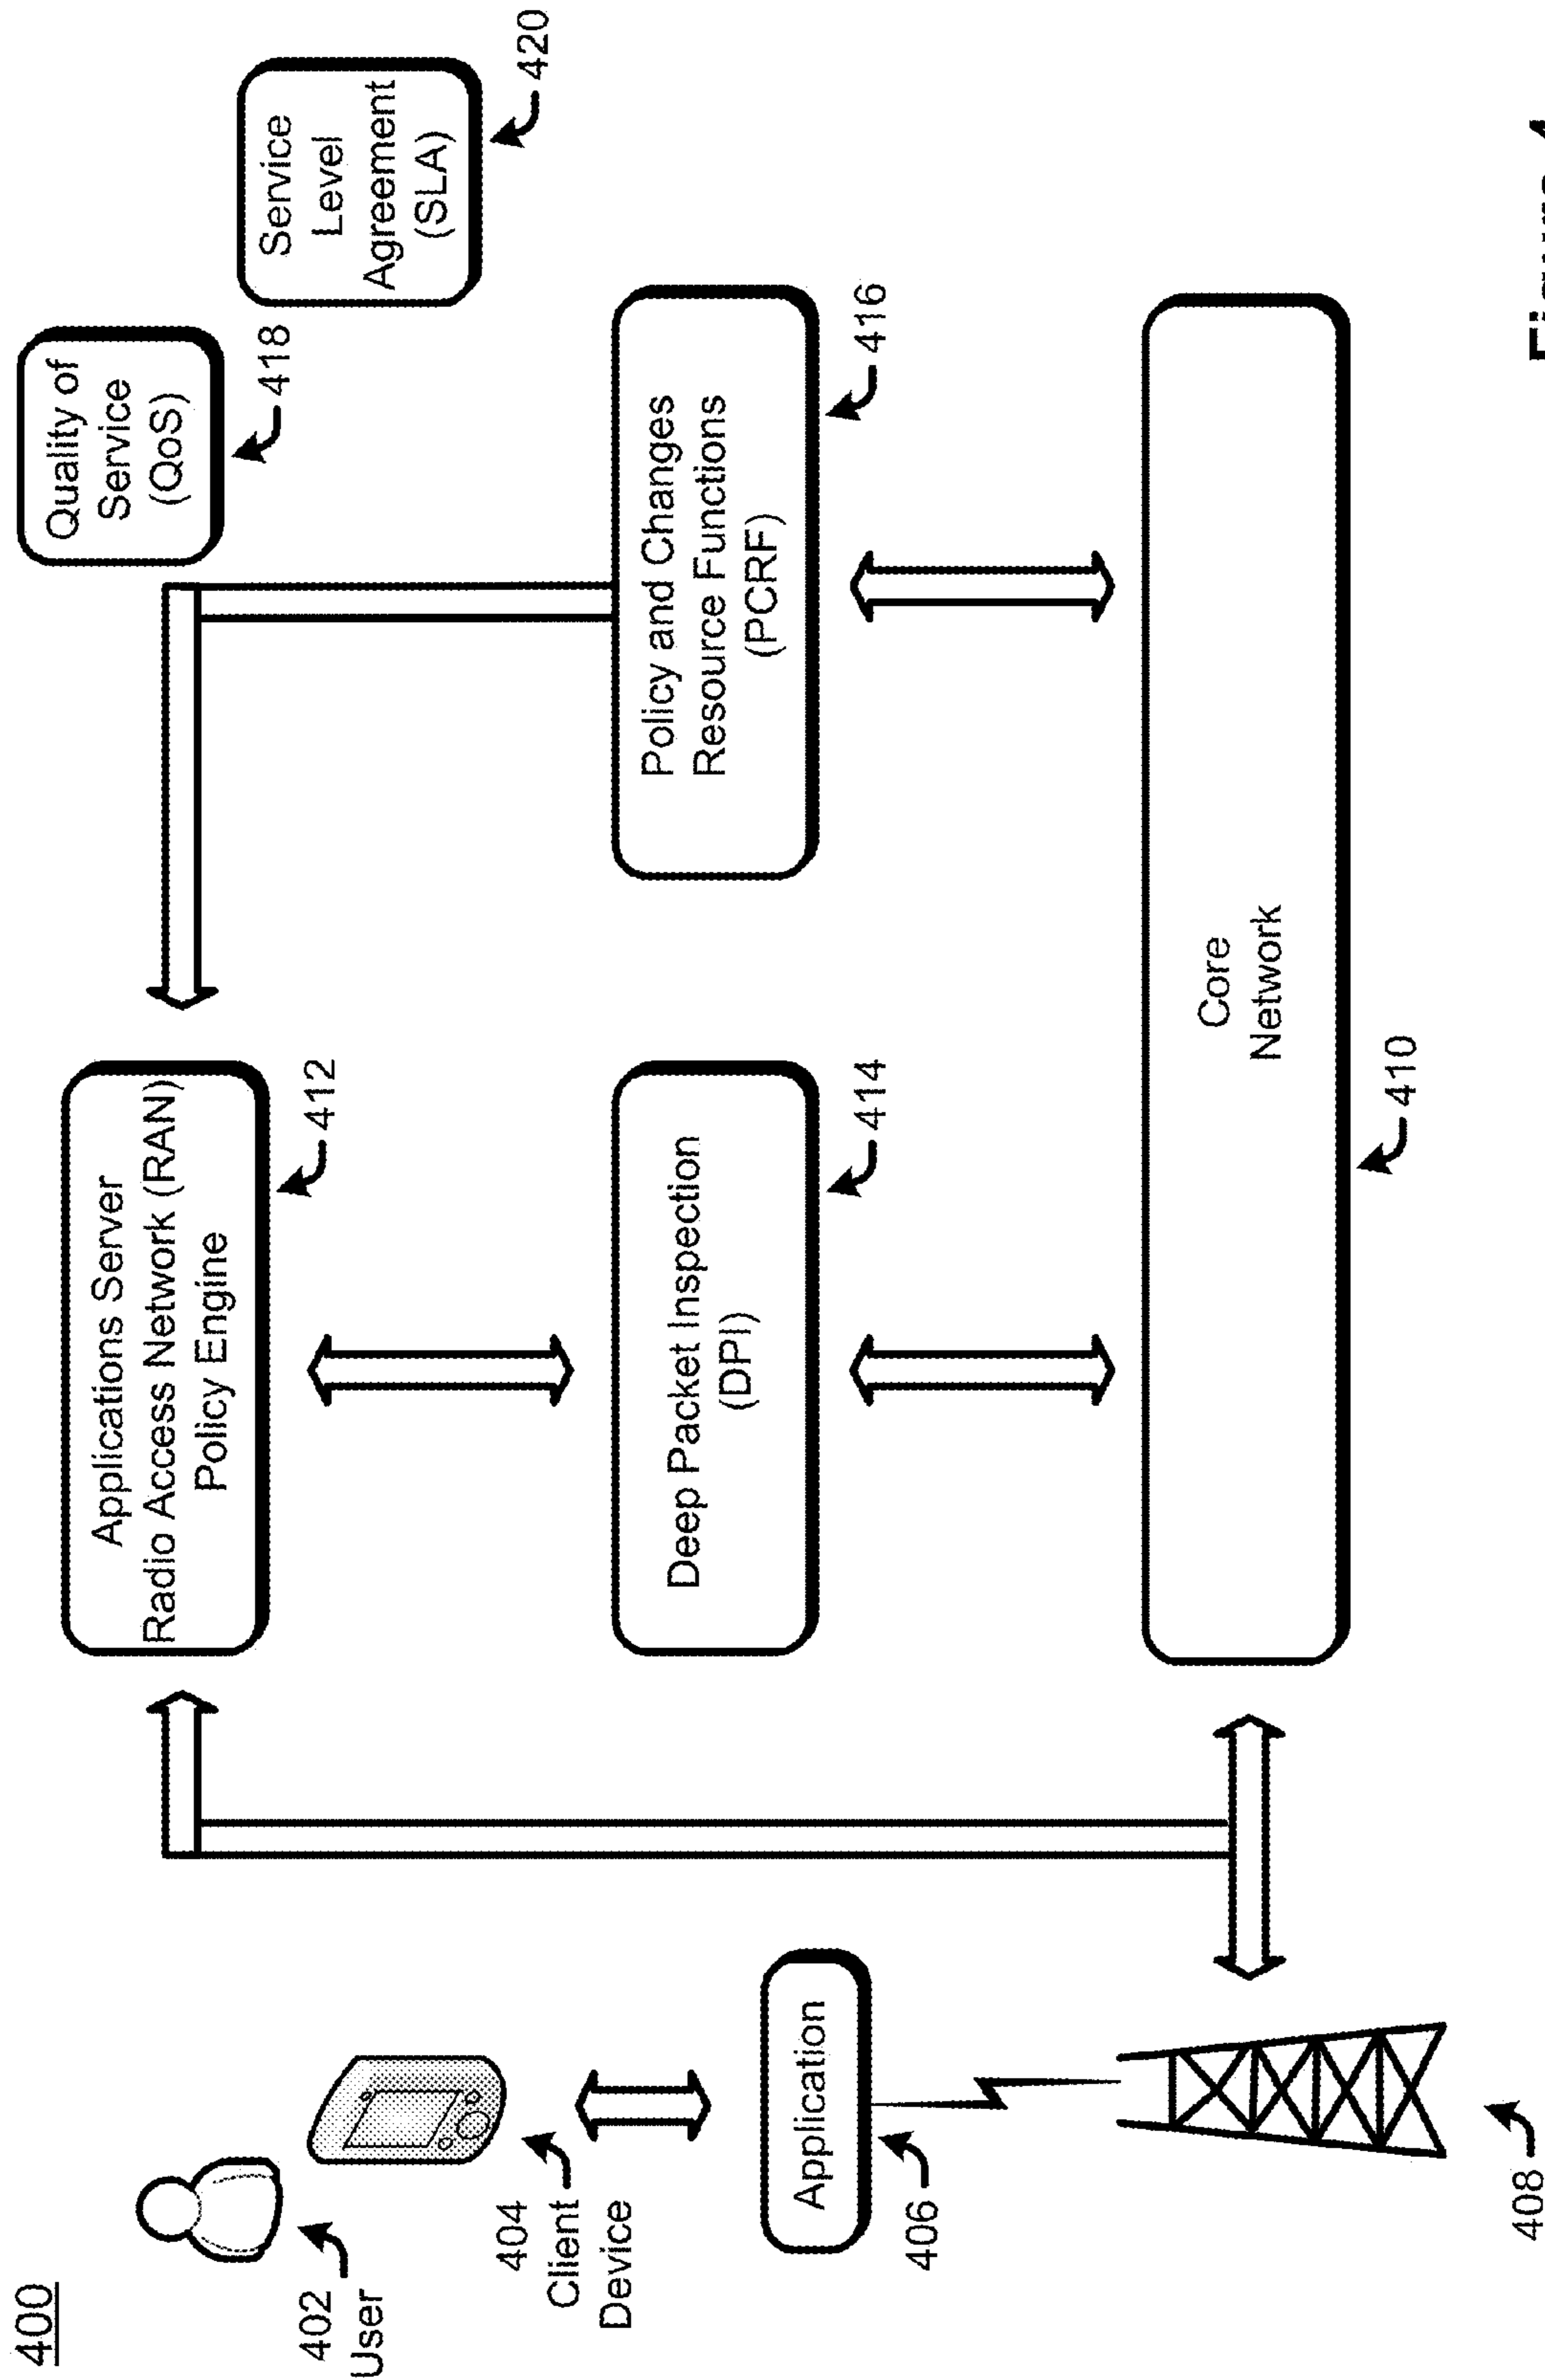 400
402
User
404
Client
Device
Application
406
408
Applications Server
Radio Access Network (RAN)
Policy Engine
412
Deep Packet Inspection
(DPI)
414
Core
Network
410
Quality of
Service
(QoS)
418
Service
Level
Agreement
(SLA)
420
Policy and Changes
Resource Functions
(PCRF)
416